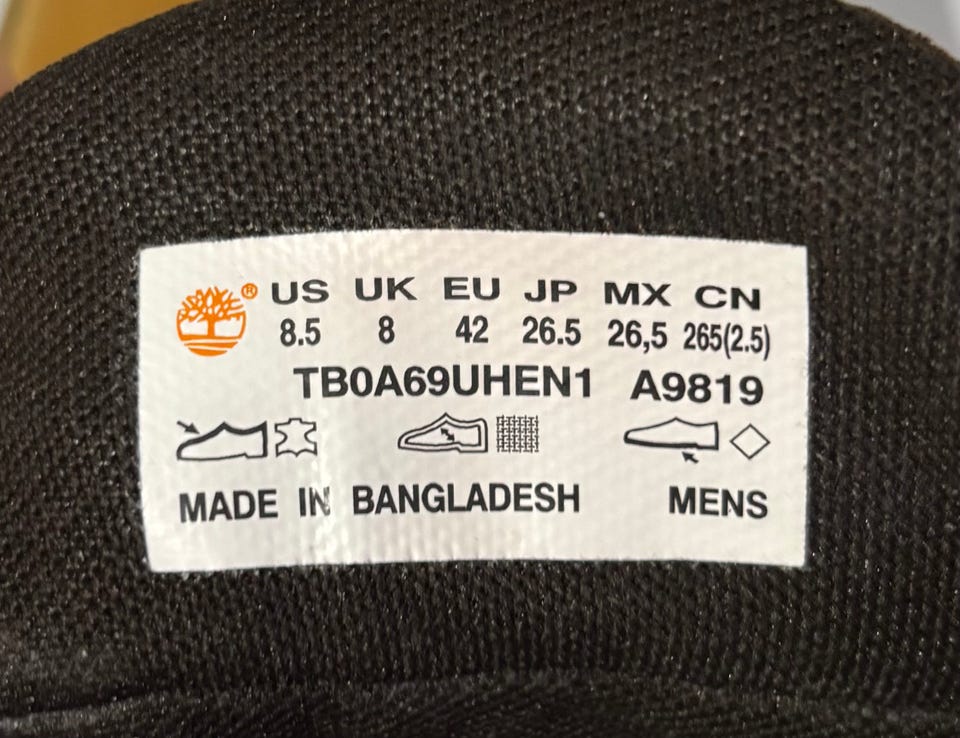 ® US UK EU JP MX CN
8.5 8 42 26.5 26,5 265(2.5)
TB0A69UHEN1 A9819
MADE IN BANGLADESH MENS